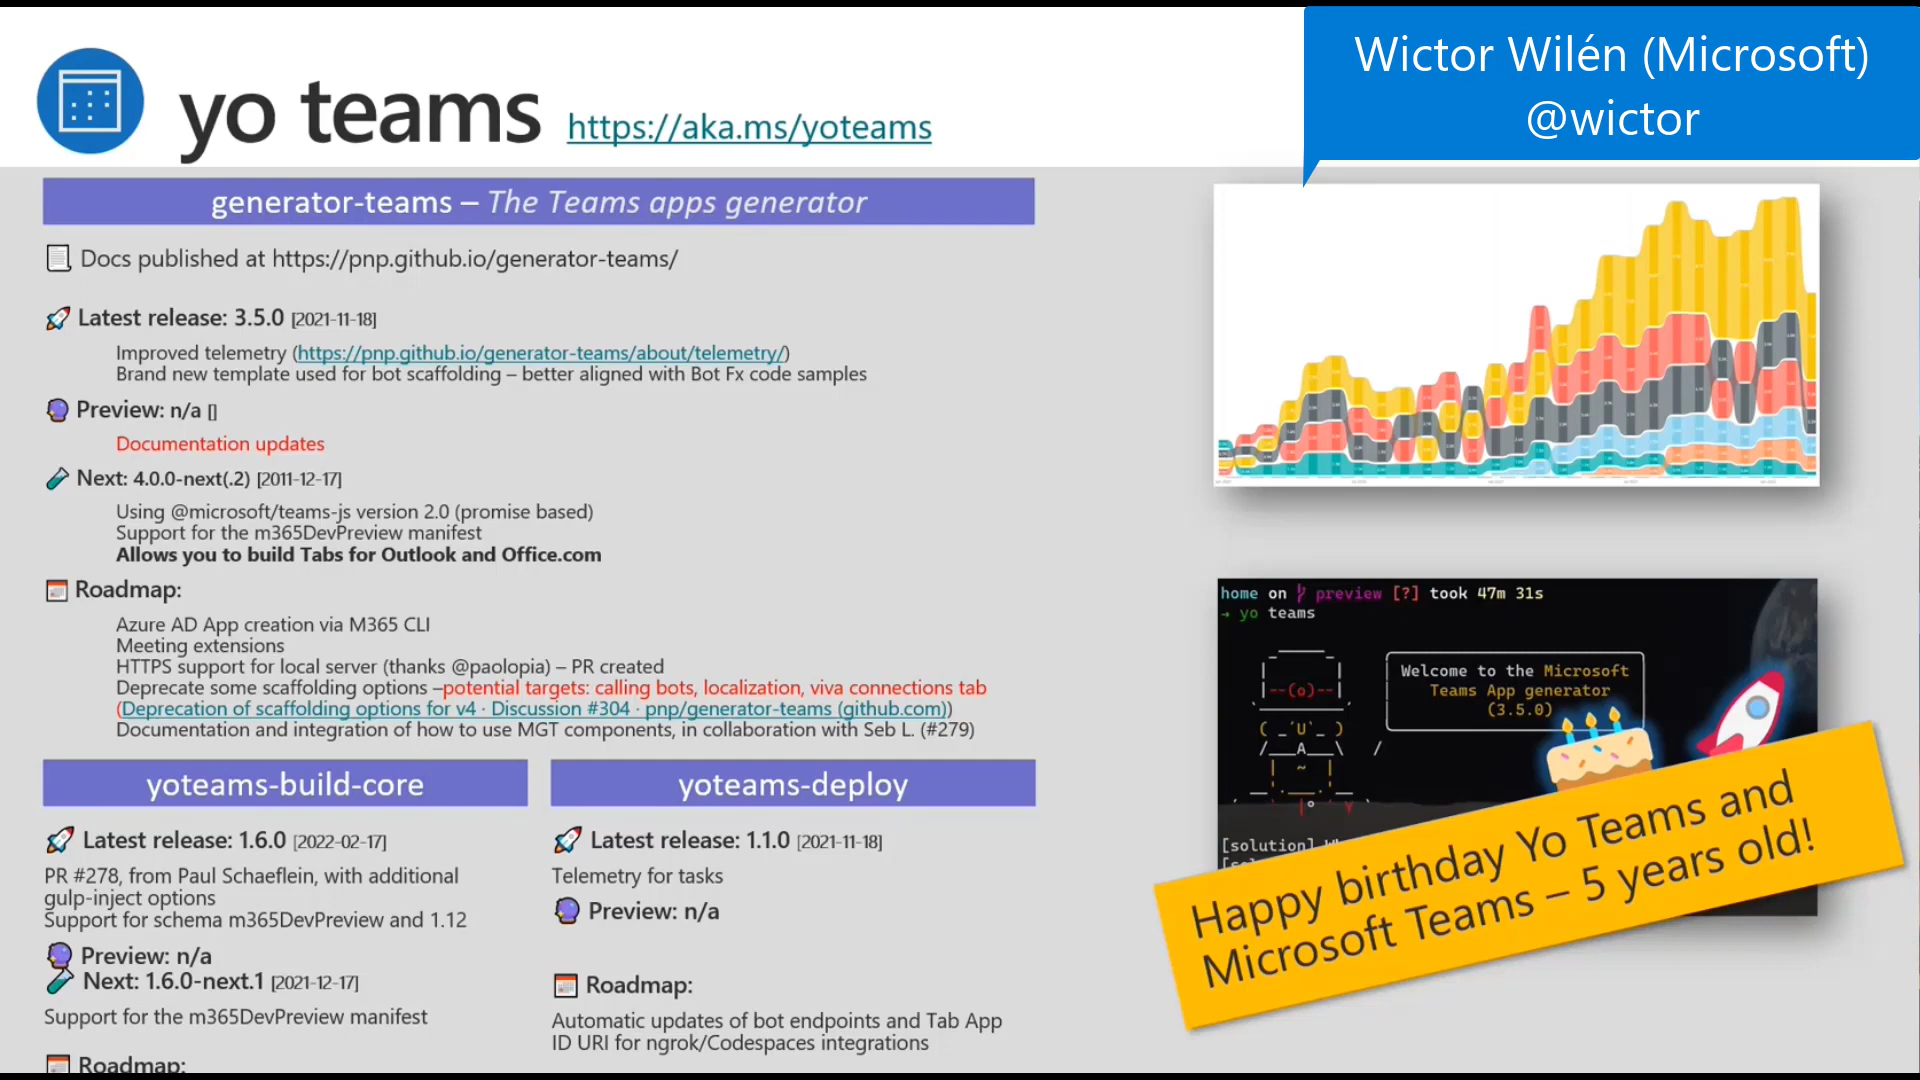 yo teams https://aka.ms/yoteams
Wictor Wilén (Microsoft)
@wictor
generator-teams – The Teams apps generator
Docs published at https://pnp.github.io/generator-teams/
Latest release: 3.5.0 [2021-11-18]
Improved telemetry (https://pnp.github.io/generator-teams/about/telemetry/)
Brand new template used for bot scaffolding – better aligned with Bot Fx code samples
Preview: n/a []
Documentation updates
Next: 4.0.0-next(.2) [2011-12-17]
Using @microsoft/teams-js version 2.0 (promise based)
Support for the m365DevPreview manifest
Allows you to build Tabs for Outlook and Office.com
Roadmap:
Azure AD App creation via M365 CLI
Meeting extensions
HTTPS support for local server (thanks @paolopia) – PR created
Deprecate some scaffolding options –potential targets: calling bots, localization, viva connections tab
(Deprecation of scaffolding options for v4 · Discussion #304 · pnp/generator-teams (github.com))
Documentation and integration of how to use MGT components, in collaboration with Seb L. (#279)
yoteams-build-core
Latest release: 1.6.0 [2022-02-17]
PR #278, from Paul Schaeflein, with additional
gulp-inject options
Support for schema m365DevPreview and 1.12
Preview: n/a
Next: 1.6.0-next.1 [2021-12-17]
Support for the m365DevPreview manifest
Roadmap:
yoteams-deploy
Latest release: 1.1.0 [2021-11-18]
Telemetry for tasks
Preview: n/a
Roadmap:
Automatic updates of bot endpoints and Tab App
ID URI for ngrok/Codespaces integrations
home on preview [?] took 47m 31s
→ yo teams
Welcome to the Microsoft
Teams App generator
(3.5.0)
[solution]
Happy birthday Yo Teams and
Microsoft Teams – 5 years old!